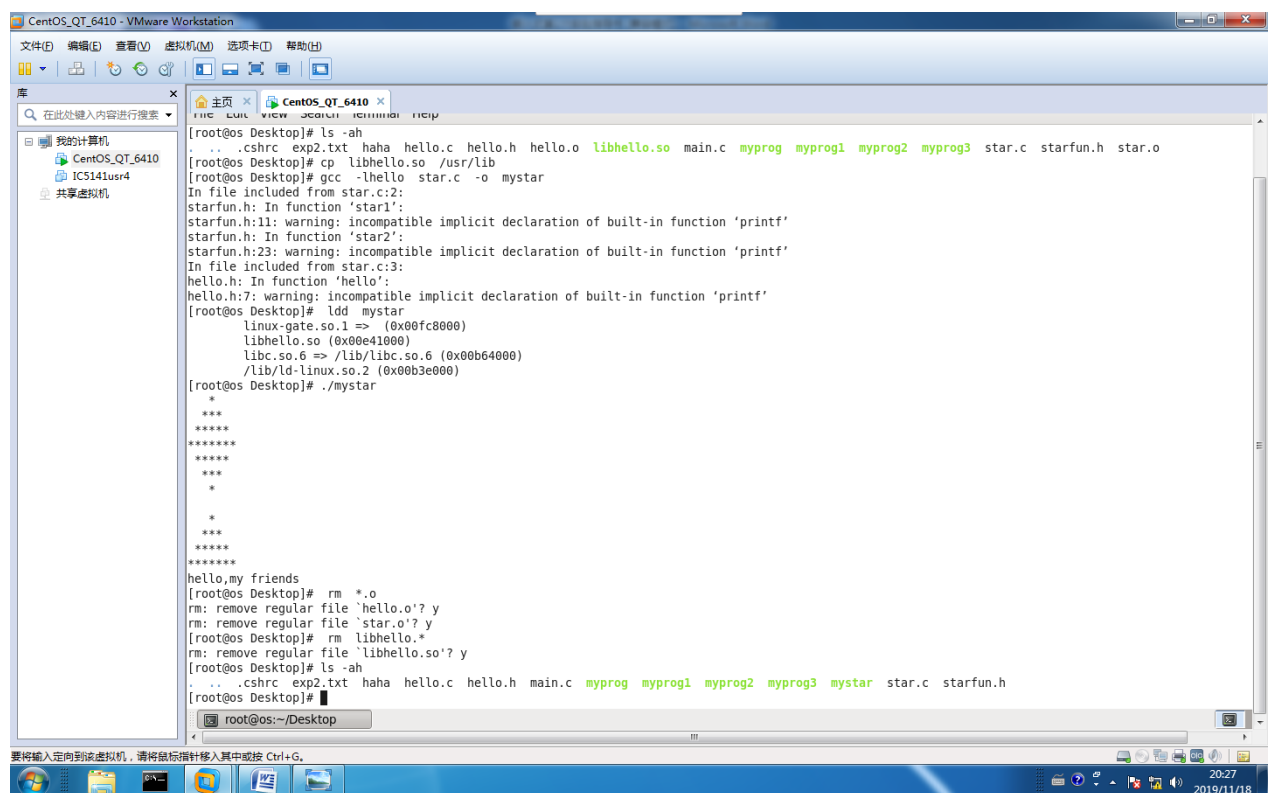 CentOS_QT_6410 - VMware Workstation
文件(F) 编辑(E) 查看(V) 虚拟机(M) 选项卡(T) 帮助(H)
库 ×
在此处键入内容进行搜索
我的计算机
CentOS_QT_6410
IC5141usr4
共享虚拟机
主页 × CentOS_QT_6410 ×
File Edit View Search Terminal Help
[root@os Desktop]# ls -ah
. .. .cshrc exp2.txt haha hello.c hello.h hello.o libhello.so main.c myprog myprog1 myprog2 myprog3 star.c starfun.h star.o
[root@os Desktop]# cp  libhello.so  /usr/lib
[root@os Desktop]# gcc  -lhello  star.c  -o  mystar
In file included from star.c:2:
starfun.h: In function ‘star1’:
starfun.h:11: warning: incompatible implicit declaration of built-in function ‘printf’
starfun.h: In function ‘star2’:
starfun.h:23: warning: incompatible implicit declaration of built-in function ‘printf’
In file included from star.c:3:
hello.h: In function ‘hello’:
hello.h:7: warning: incompatible implicit declaration of built-in function ‘printf’
[root@os Desktop]#  ldd  mystar
        linux-gate.so.1 =>  (0x00fc8000)
        libhello.so (0x00e41000)
        libc.so.6 => /lib/libc.so.6 (0x00b64000)
        /lib/ld-linux.so.2 (0x00b3e000)
[root@os Desktop]# ./mystar
   *
  ***
 *****
*******
 *****
  ***
   *
   *
  ***
 *****
*******
hello,my friends
[root@os Desktop]#  rm  *.o
rm: remove regular file `hello.o'? y
rm: remove regular file `star.o'? y
[root@os Desktop]#  rm  libhello.*
rm: remove regular file `libhello.so'? y
[root@os Desktop]# ls -ah
. .. .cshrc exp2.txt haha hello.c hello.h main.c myprog myprog1 myprog2 myprog3 mystar star.c starfun.h
[root@os Desktop]#
root@os:~/Desktop
要将输入定向到该虚拟机，请将鼠标指针移入其中或按 Ctrl+G。
20:27
2019/11/18